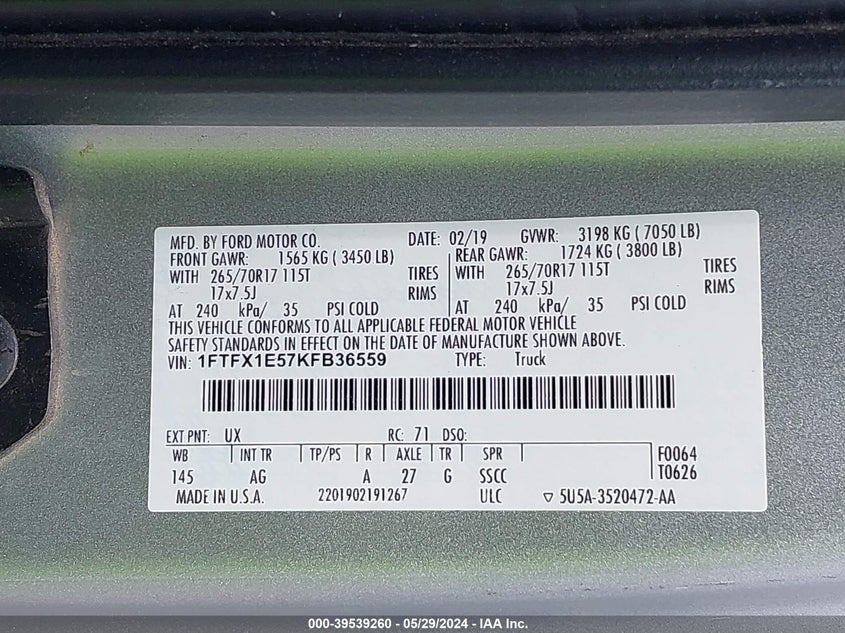 MFD. BY FORD MOTOR CO. DATE: 02/19 GVWR: 3198 KG ( 7050 LB)
FRONT GAWR: 1565 KG ( 3450 LB) REAR GAWR: 1724 KG ( 3800 LB)
WITH 265/70R17 115T TIRES WITH 265/70R17 115T TIRES
17x7.5J RIMS 17x7.5J RIMS
AT 240 kPa/ 35 PSI COLD AT 240 kPa/ 35 PSI COLD
THIS VEHICLE CONFORMS TO ALL APPLICABLE FEDERAL MOTOR VEHICLE
SAFETY STANDARDS IN EFFECT ON THE DATE OF MANUFACTURE SHOWN ABOVE.
VIN: 1FTFX1E57KFB36559 TYPE: Truck
EXT PNT: UX RC: 71 DSO:
WB INT TR TP/PS R AXLE TR SPR F0064
145 AG A 27 G SSCC T0626
MADE IN U.S.A. 2201902191267 ULC ▽ 5U5A-3520472-AA
000-39539260 - 05/29/2024 - IAA Inc.